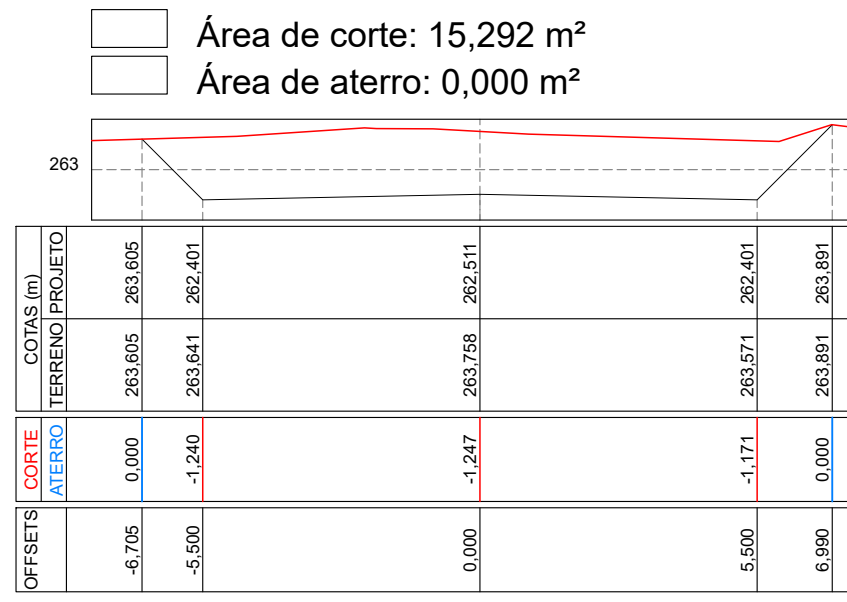 Área de corte: 15,292 m²
Área de aterro: 0,000 m²
263
COTAS (m)
PROJETO
263,605 262,401 262,511 262,401 263,891
TERRENO
263,605 263,641 263,758 263,571 263,891
CORTE
ATERRO
0,000 -1,240 -1,247 -1,171 0,000
OFFSETS
-6,705 -5,500 0,000 5,500 6,990